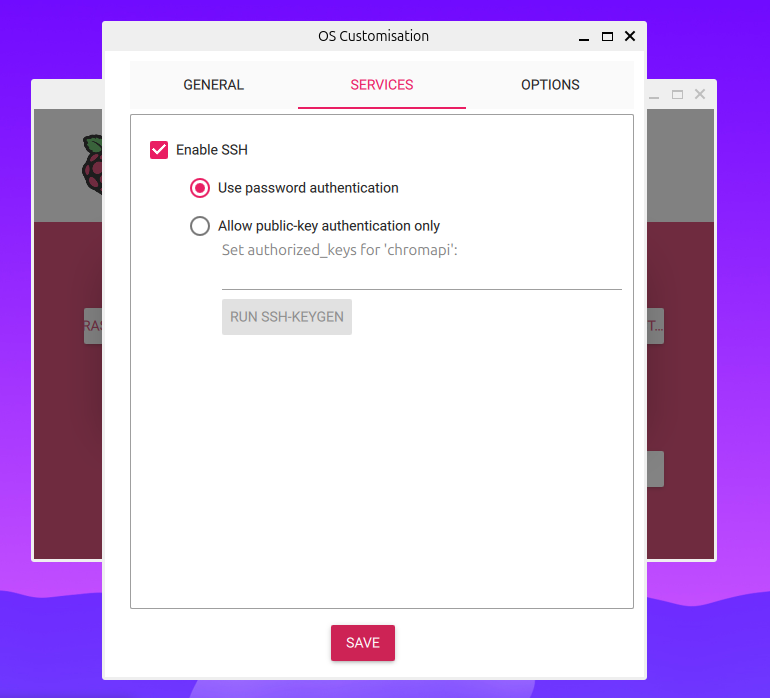 OS Customisation
GENERAL
SERVICES
OPTIONS
Enable SSH
Use password authentication
Allow public-key authentication only
Set authorized_keys for 'chromapi':
RUN SSH-KEYGEN
SAVE